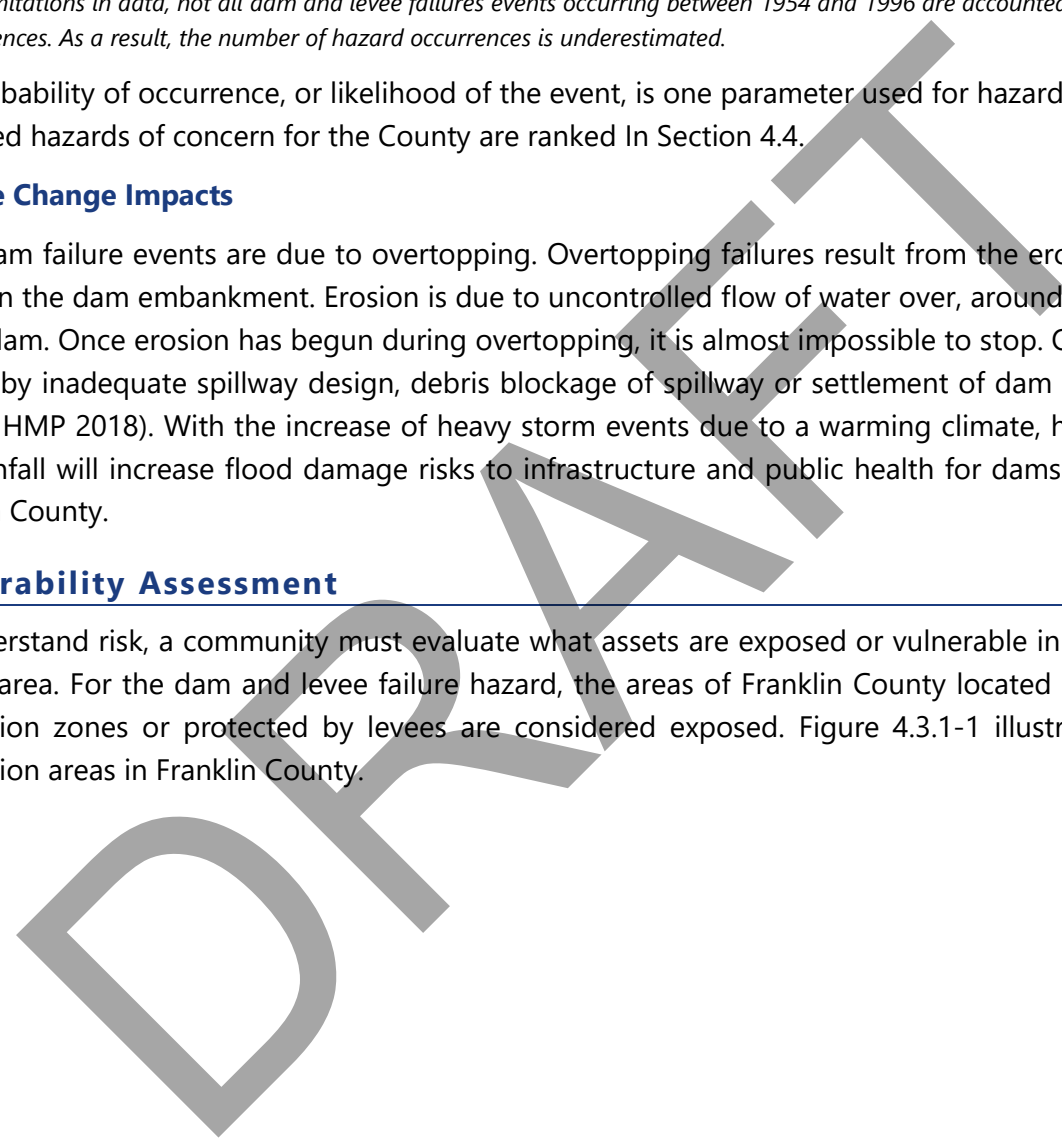 nitations in data, not all dam and levee failures events occurring between 1954 and 1996 are accounted
ences. As a result, the number of hazard occurrences is underestimated.
bability of occurrence, or likelihood of the event, is one parameter used for hazard
ed hazards of concern for the County are ranked In Section 4.4.
e Change Impacts
am failure events are due to overtopping. Overtopping failures result from the ero
n the dam embankment. Erosion is due to uncontrolled flow of water over, around
dam. Once erosion has begun during overtopping, it is almost impossible to stop. O
by inadequate spillway design, debris blockage of spillway or settlement of dam
HMP 2018). With the increase of heavy storm events due to a warming climate, h
nfall will increase flood damage risks to infrastructure and public health for dams
County.
rability Assessment
erstand risk, a community must evaluate what assets are exposed or vulnerable in
area. For the dam and levee failure hazard, the areas of Franklin County located
ion zones or protected by levees are considered exposed. Figure 4.3.1-1 illustr
ion areas in Franklin County.
DRAFT